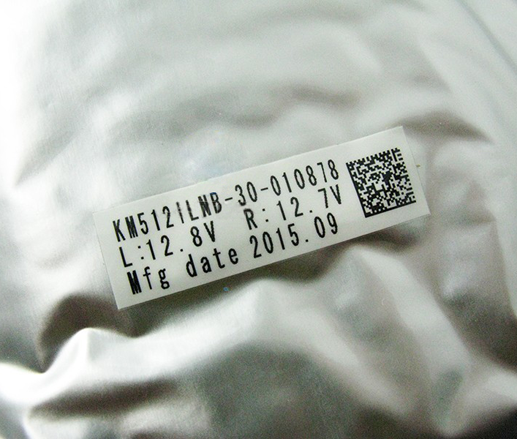 KM512ILNB-30-010878
L:12.8V R:12.7V
Mfg date 2015.09